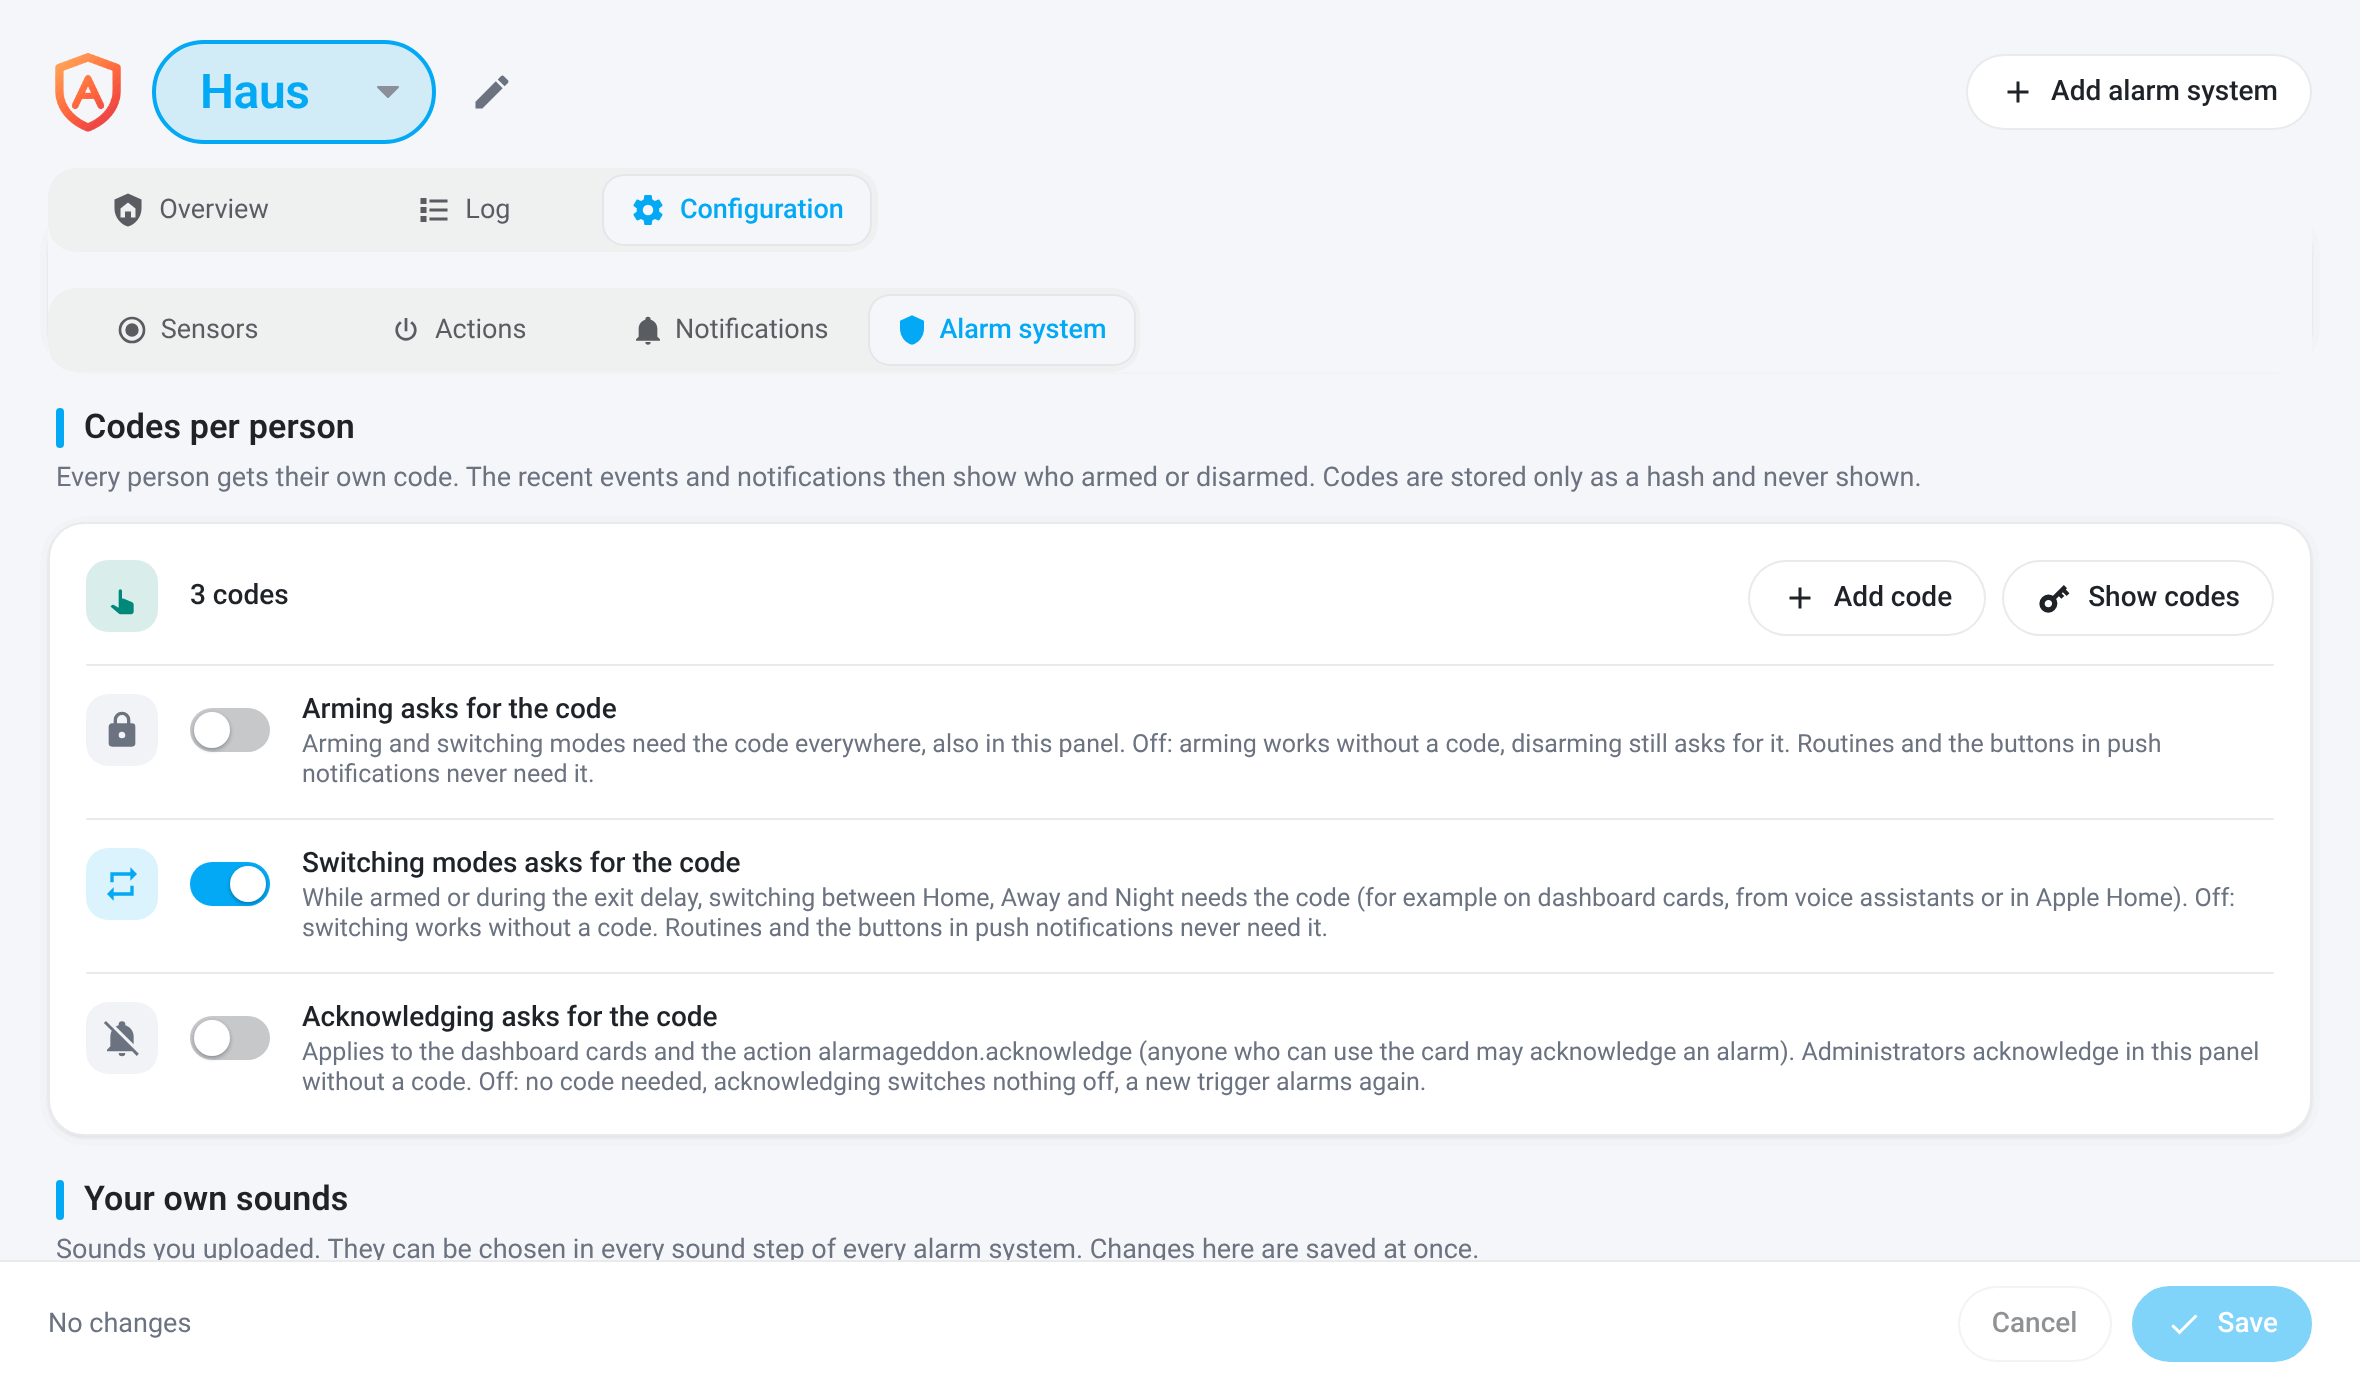 Haus
Add alarm system
Overview
Log
Configuration
Sensors
Actions
Notifications
Alarm system
Codes per person
Every person gets their own code. The recent events and notifications then show who armed or disarmed. Codes are stored only as a hash and never shown.
3 codes
Add code
Show codes
Arming asks for the code
Arming and switching modes need the code everywhere, also in this panel. Off: arming works without a code, disarming still asks for it. Routines and the buttons in push
notifications never need it.
Switching modes asks for the code
While armed or during the exit delay, switching between Home, Away and Night needs the code (for example on dashboard cards, from voice assistants or in Apple Home). Off:
switching works without a code. Routines and the buttons in push notifications never need it.
Acknowledging asks for the code
Applies to the dashboard cards and the action alarmageddon.acknowledge (anyone who can use the card may acknowledge an alarm). Administrators acknowledge in this panel
without a code. Off: no code needed, acknowledging switches nothing off, a new trigger alarms again.
Your own sounds
Sounds you uploaded. They can be chosen in every sound step of every alarm system. Changes here are saved at once.
No changes
Cancel
Save